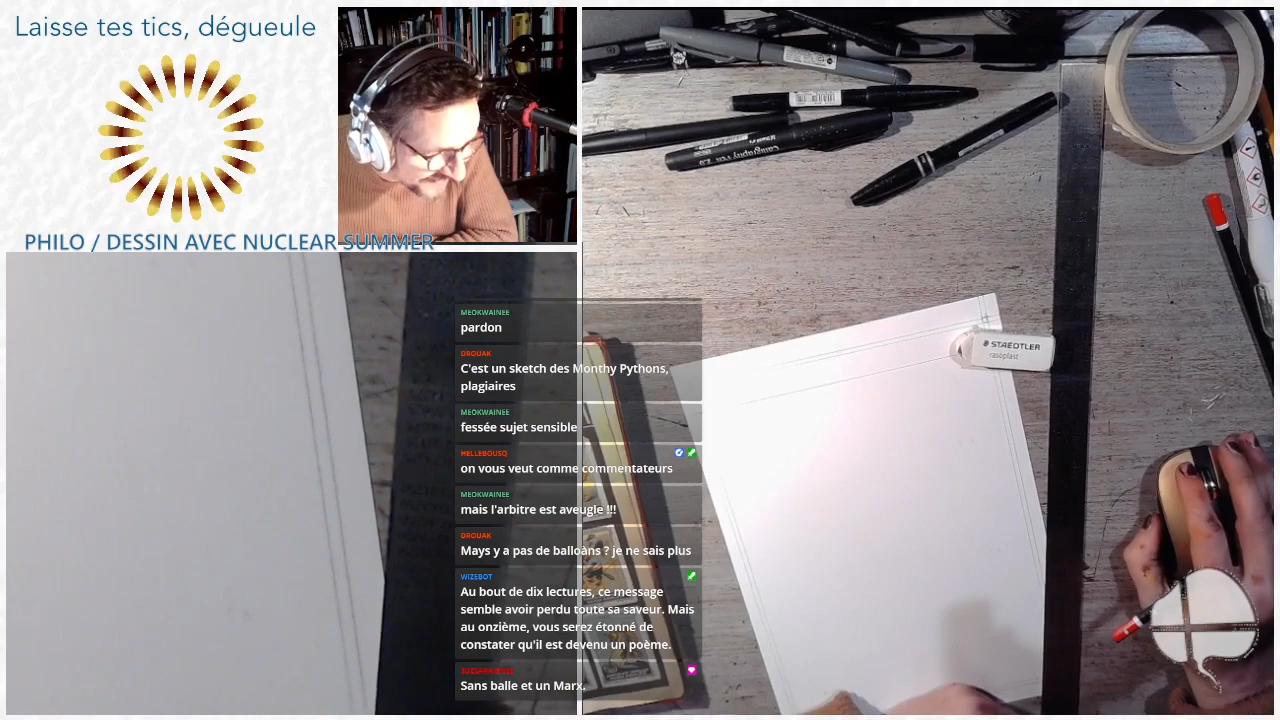 Laisse tes tics, dégueule
PHILO / DESSIN AVEC NUCLEAR SUMMER
MEOKWAINEE
pardon
DROUAK
C'est un sketch des Monthy Pythons,
plagiaires
MEOKWAINEE
fessée sujet sensible
HELLEBOUSQ
on vous veut comme commentateurs
MEOKWAINEE
mais l'arbitre est aveugle !!!
DROUAK
Mays y a pas de balloàns ? je ne sais plus
WIZEBOT
Au bout de dix lectures, ce message
semble avoir perdu toute sa saveur. Mais
au onzième, vous serez étonné de
constater qu'il est devenu un poème.
Sans balle et un Marx.
STAEDTLER
rasoplast
Calligraphy Pen 2.0